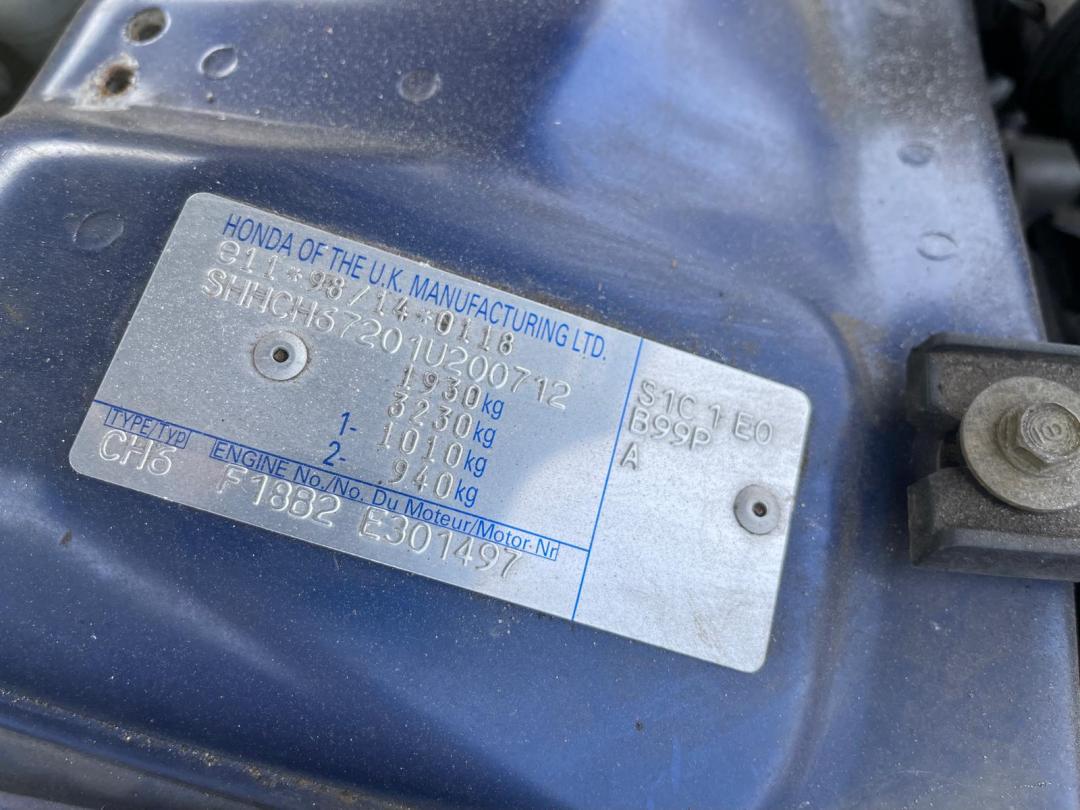 HONDA OF THE U.K. MANUFACTURING LTD.
e11*98/14*0118
SHHCH67201U200712
1930kg
3230kg
1- 1010kg
2- 940kg
TYPE/TYP ENGINE No./No. Du Moteur/Motor-Nr
CH6 F18B2 E301497
S1C 1 E0
B99P
A